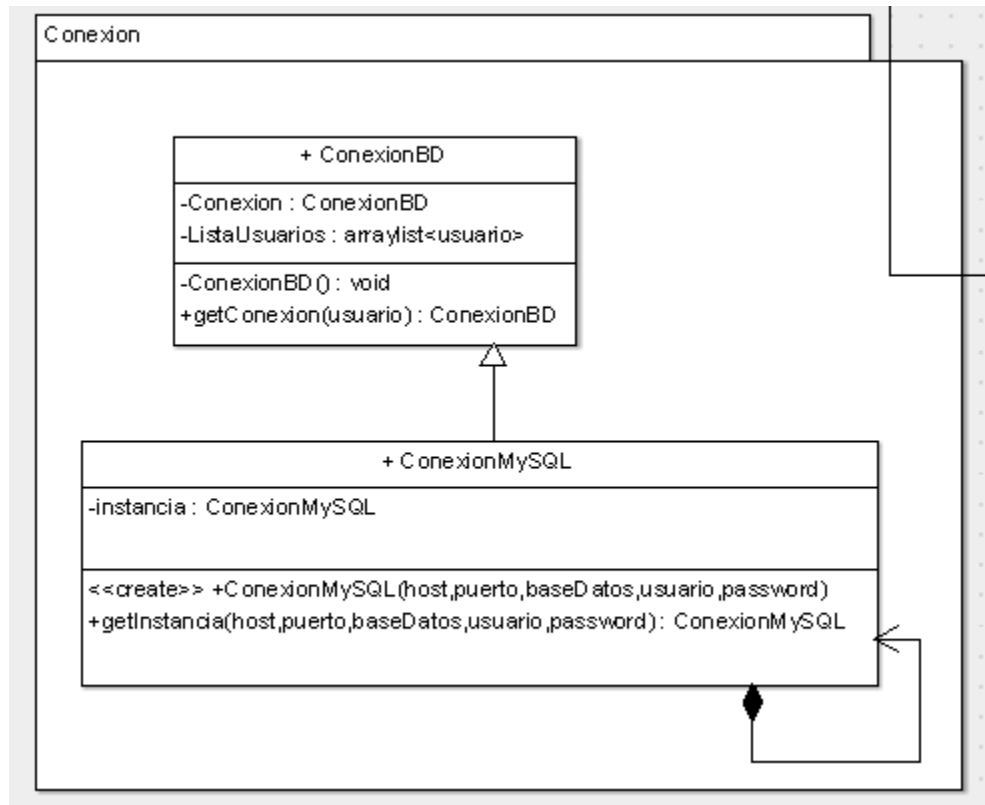 Conexion
+ ConexionBD
-Conexion : ConexionBD
-ListaUsuarios : arraylist<usuario>
-ConexionBD() : void
+getConexion(usuario) : ConexionBD
+ ConexionMySQL
-instancia : ConexionMySQL
<<create>> +ConexionMySQL(host,puerto,baseDatos,usuario,password)
+getInstancia(host,puerto,baseDatos,usuario,password) : ConexionMySQL